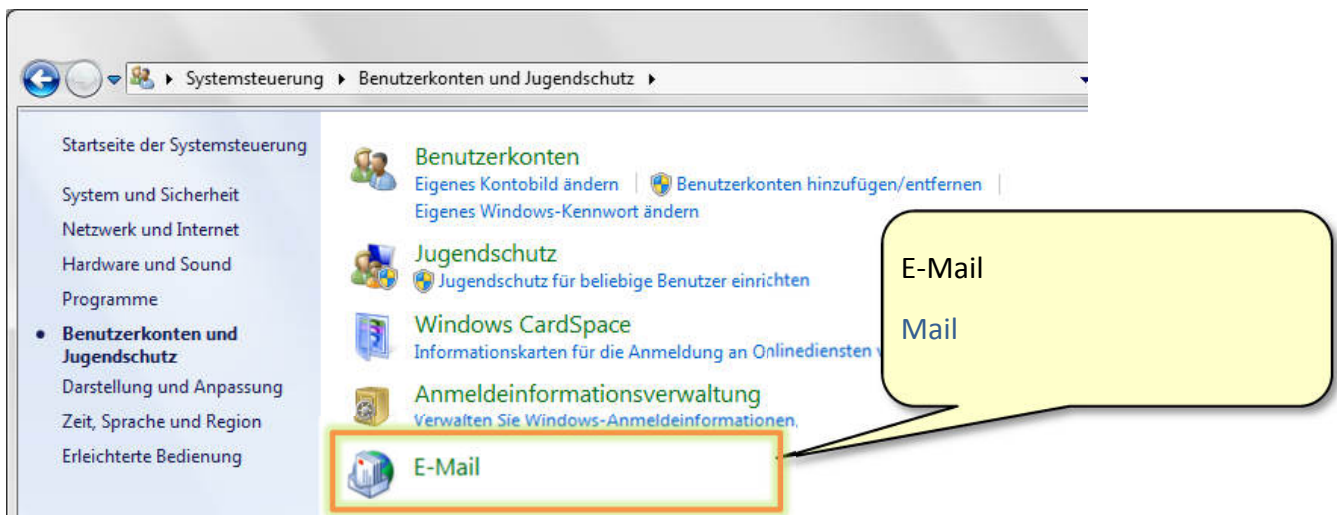 Systemsteuerung Benutzerkonten und Jugendschutz
Startseite der Systemsteuerung
System und Sicherheit
Netzwerk und Internet
Hardware und Sound
Programme
Benutzerkonten und
Jugendschutz
Darstellung und Anpassung
Zeit, Sprache und Region
Erleichterte Bedienung
Benutzerkonten
Eigenes Kontobild ändern | Benutzerkonten hinzufügen/entfernen |
Eigenes Windows-Kennwort ändern
Jugendschutz
Jugendschutz für beliebige Benutzer einrichten
Windows CardSpace
Informationskarten für die Anmeldung an Onlinediensten
Anmeldeinformationsverwaltung
Verwalten Sie Windows-Anmeldeinformationen.
E-Mail
E-Mail
Mail